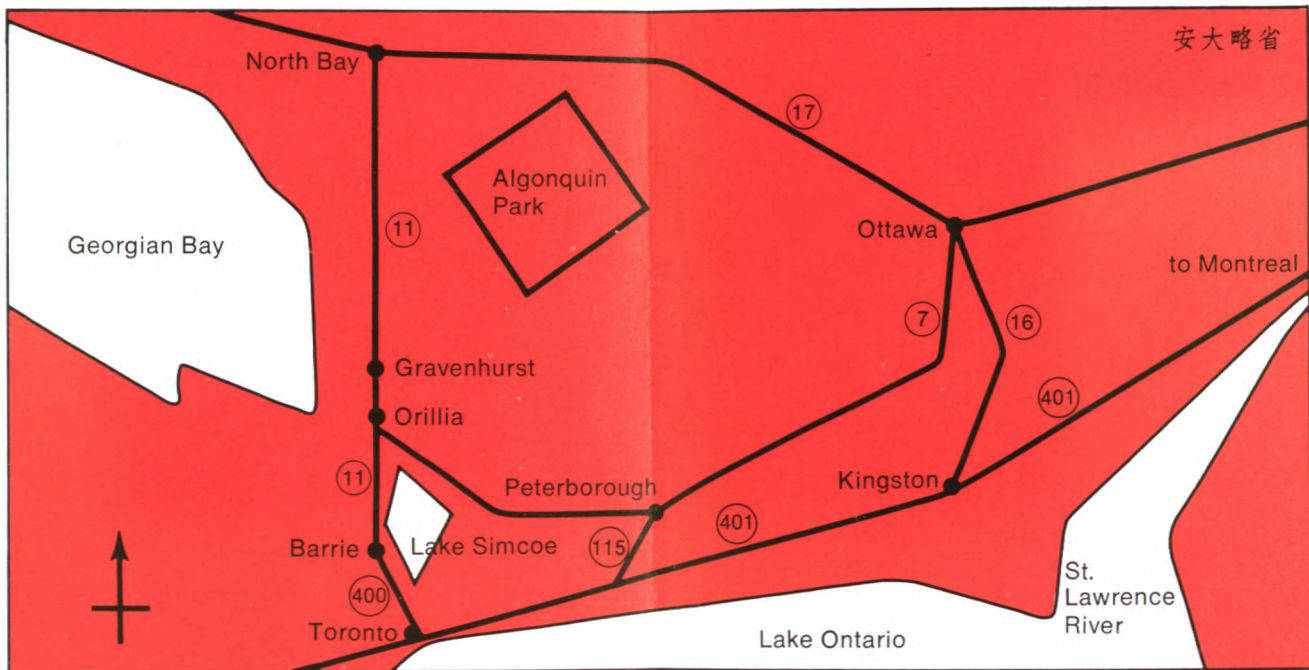 安大略省
North Bay
17
Algonquin
Park
11
Georgian Bay
Ottawa
to Montreal
7
16
Gravenhurst
Orillia
401
11
Peterborough
Kingston
401
Barrie
Lake Simcoe
115
400
St.
Lawrence
River
Toronto
Lake Ontario